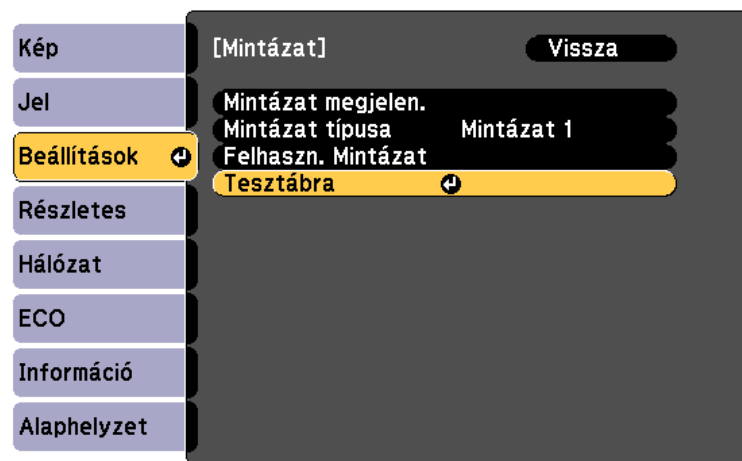 Kép
Jel
Beállítások
Részletes
Hálózat
ECO
Információ
Alaphelyzet
[Mintázat] Vissza
Mintázat megjelen.
Mintázat típusa Mintázat 1
Felhaszn. Mintázat
Tesztábra